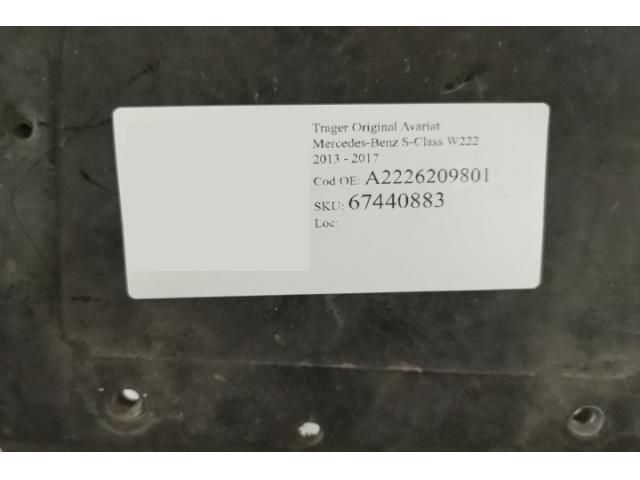 Trager Original Avariat
Mercedes-Benz S-Class W222
2013 - 2017
Cod OE: A2226209801
SKU: 67440883
Loc: